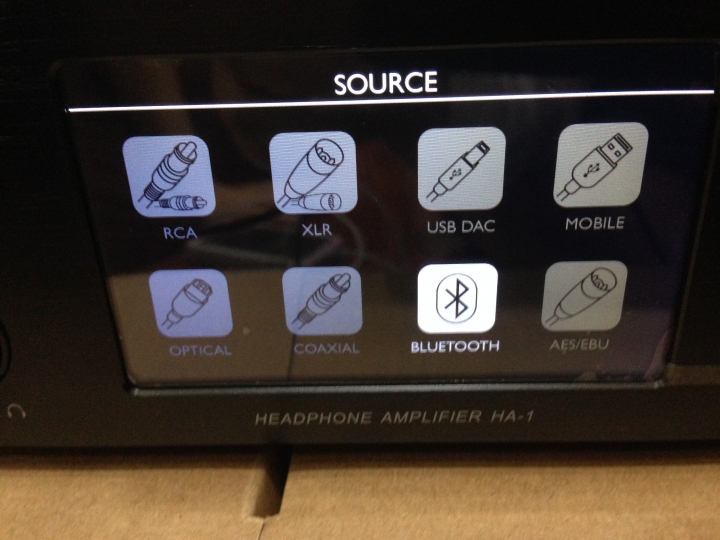 SOURCE
RCA
XLR
USB DAC
MOBILE
OPTICAL
COAXIAL
BLUETOOTH
AES/EBU
HEADPHONE AMPLIFIER HA-1